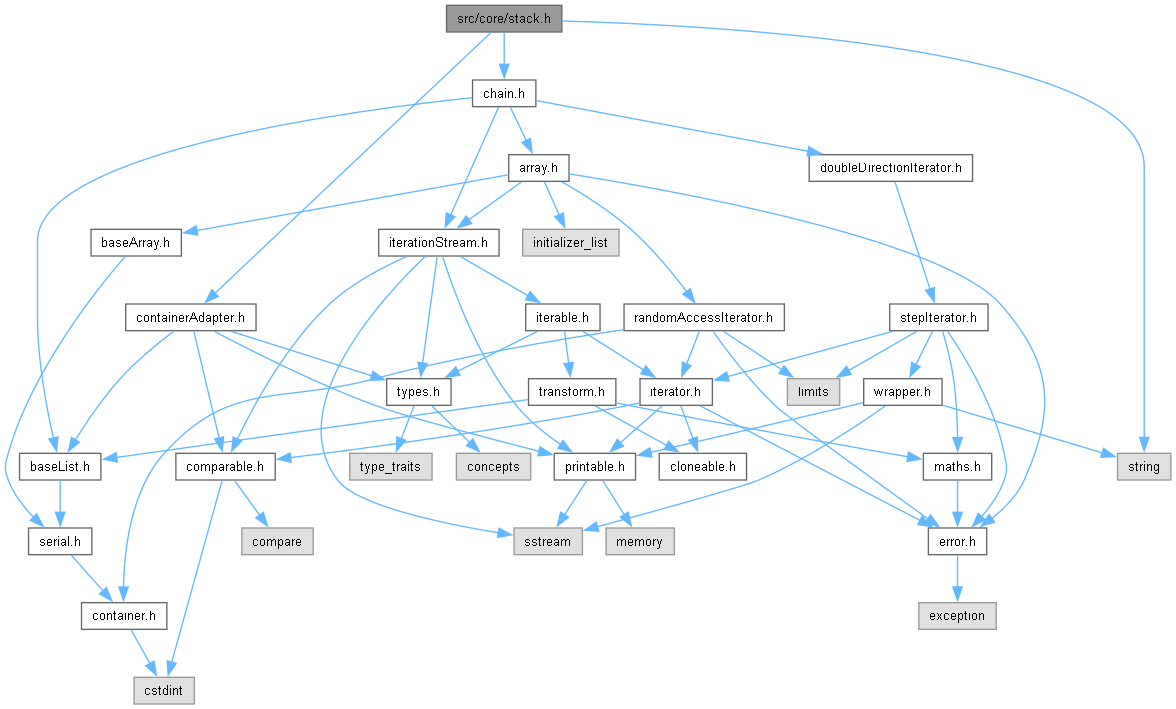 src/core/stack.h
chain.h
array.h
doubleDirectionIterator.h
baseArray.h
iterationStream.h
initializer_list
containerAdapter.h
iterable.h
randomAccessIterator.h
stepIterator.h
types.h
transform.h
iterator.h
limits
wrapper.h
baseList.h
comparable.h
type_traits
concepts
printable.h
cloneable.h
maths.h
string
serial.h
compare
sstream
memory
error.h
container.h
exception
cstdint